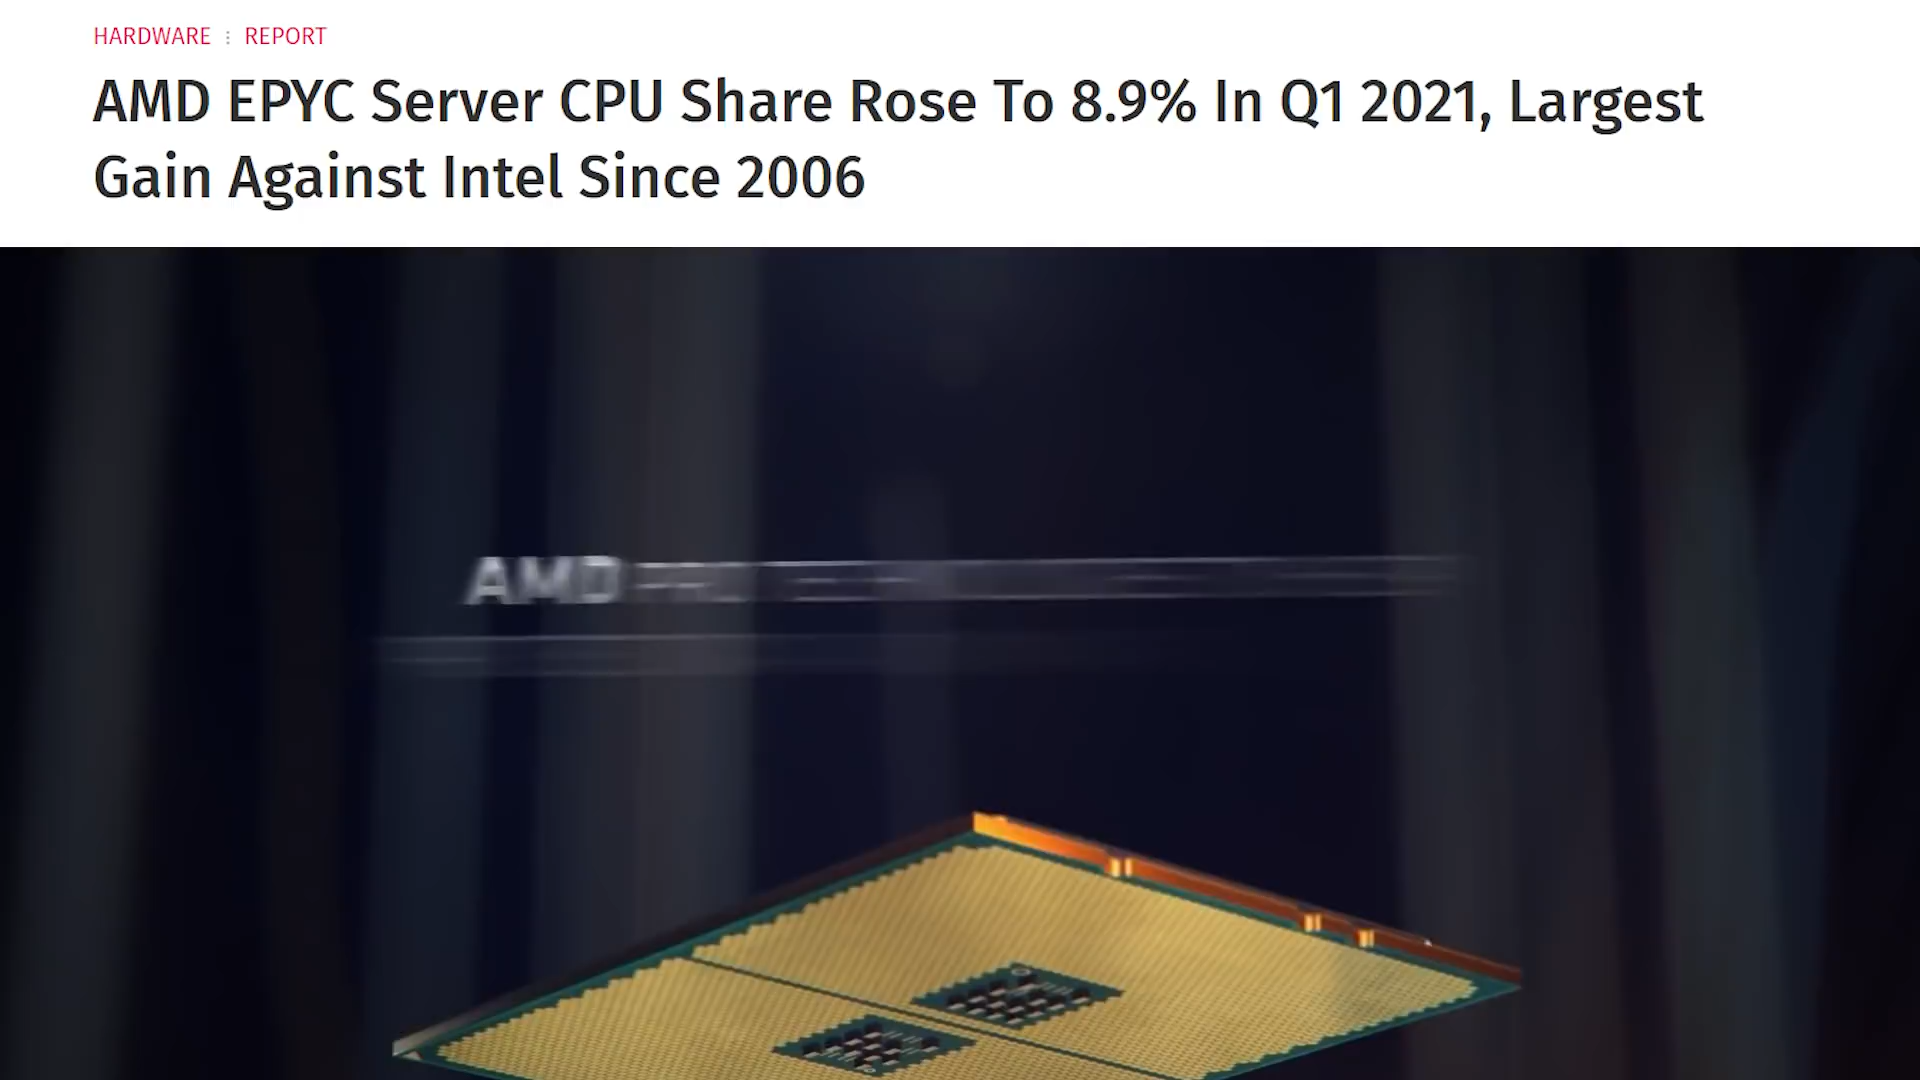 HARDWARE ⋮ REPORT
AMD EPYC Server CPU Share Rose To 8.9% In Q1 2021, Largest
Gain Against Intel Since 2006
AMD